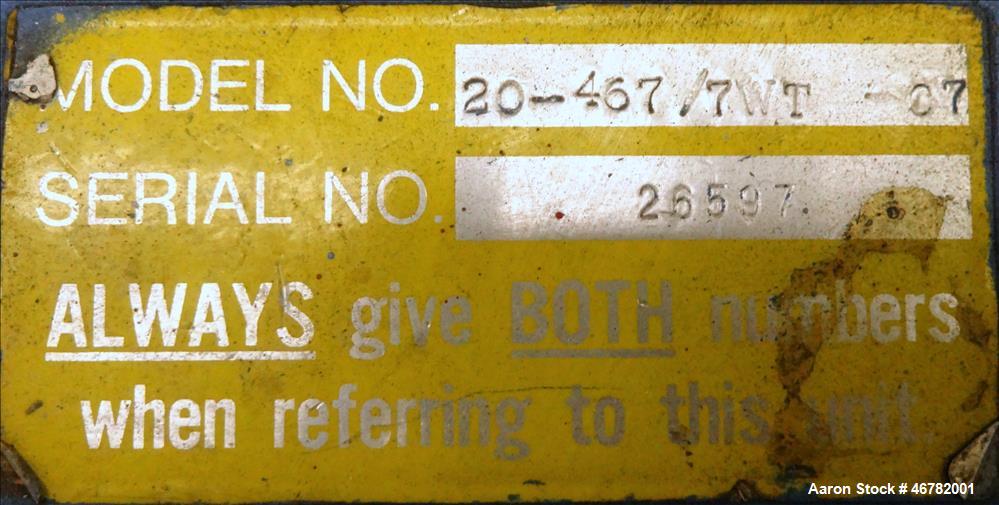 MODEL NO. 20-467/7WT -07
SERIAL NO. 26597
ALWAYS give BOTH numbers
when referring to this unit.
Aaron Stock # 46782001